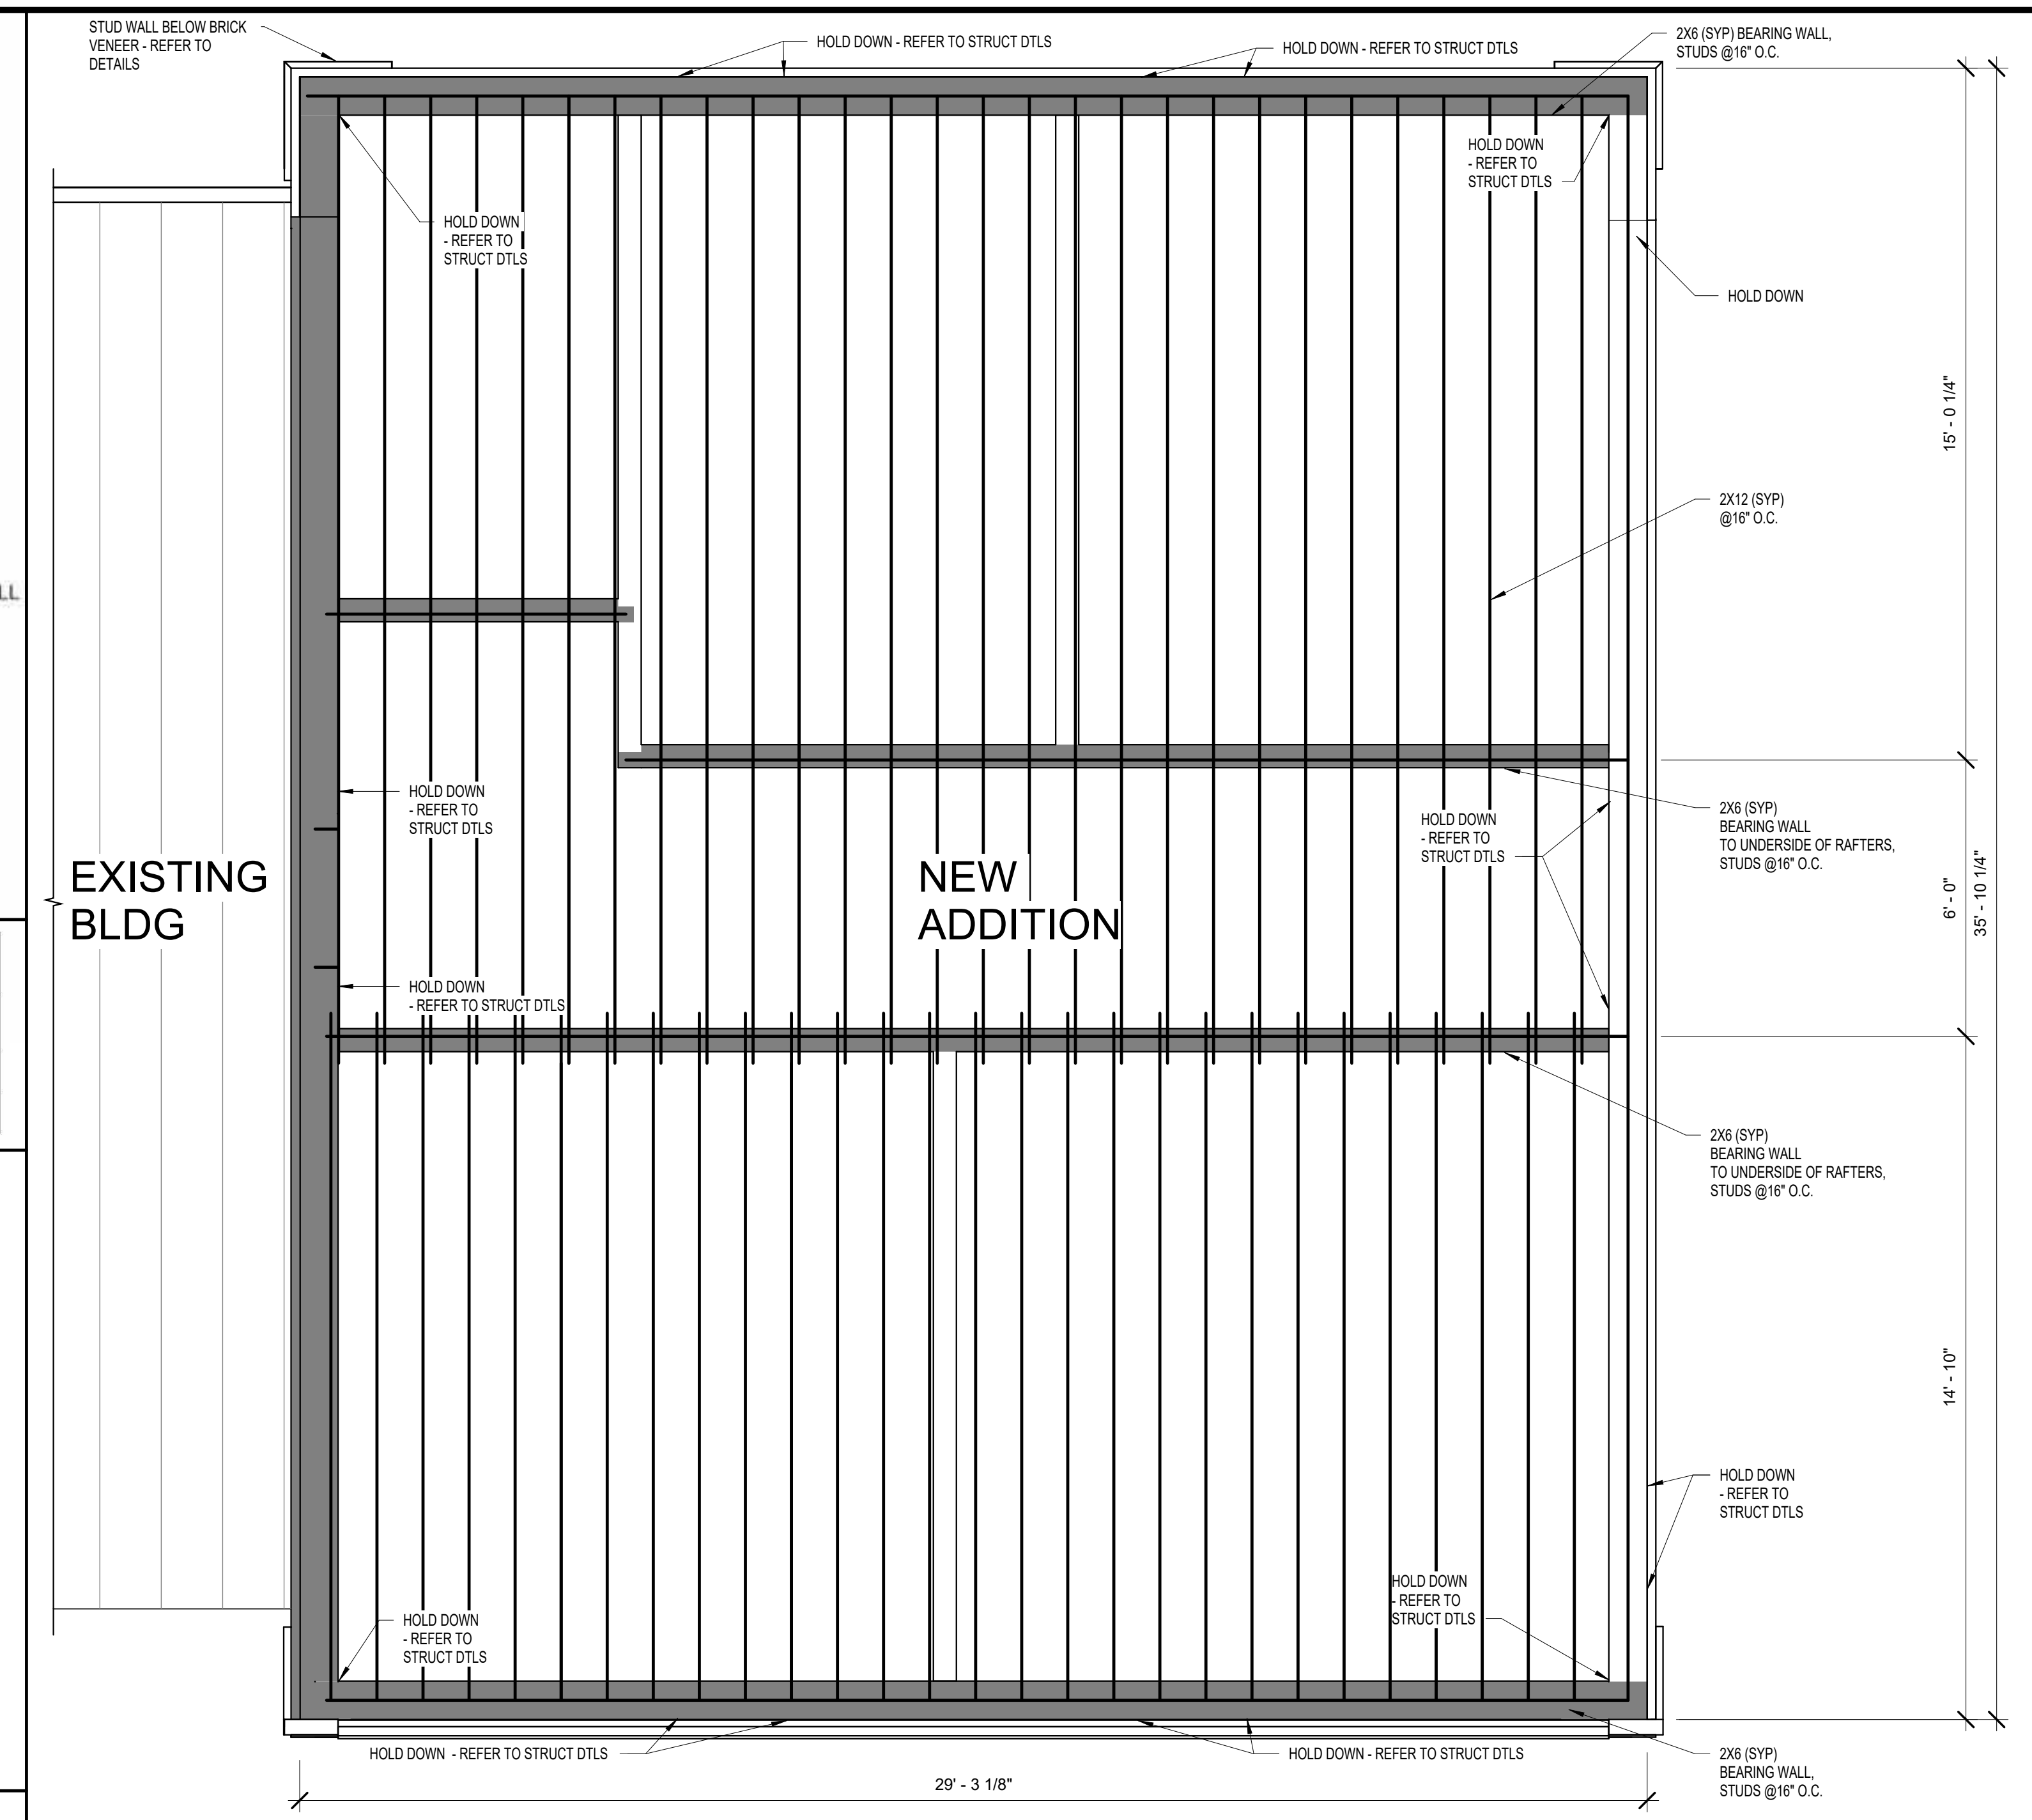 STUD WALL BELOW BRICK
VENEER - REFER TO
DETAILS
HOLD DOWN - REFER TO STRUCT DTLS
HOLD DOWN - REFER TO STRUCT DTLS
2X6 (SYP) BEARING WALL,
STUDS @16" O.C.
HOLD DOWN
- REFER TO
STRUCT DTLS
HOLD DOWN
- REFER TO
STRUCT DTLS
HOLD DOWN
15' - 0 1/4"
2X12 (SYP)
@16" O.C.
LL
HOLD DOWN
- REFER TO
STRUCT DTLS
HOLD DOWN
- REFER TO
STRUCT DTLS
2X6 (SYP)
BEARING WALL
TO UNDERSIDE OF RAFTERS,
STUDS @16" O.C.
EXISTING
BLDG
NEW
ADDITION
6' - 0"
35' - 10 1/4"
HOLD DOWN
- REFER TO STRUCT DTLS
2X6 (SYP)
BEARING WALL
TO UNDERSIDE OF RAFTERS,
STUDS @16" O.C.
14' - 10"
HOLD DOWN
- REFER TO
STRUCT DTLS
HOLD DOWN
- REFER TO
STRUCT DTLS
HOLD DOWN
- REFER TO
STRUCT DTLS
HOLD DOWN - REFER TO STRUCT DTLS
HOLD DOWN - REFER TO STRUCT DTLS
2X6 (SYP)
BEARING WALL,
STUDS @16" O.C.
29' - 3 1/8"